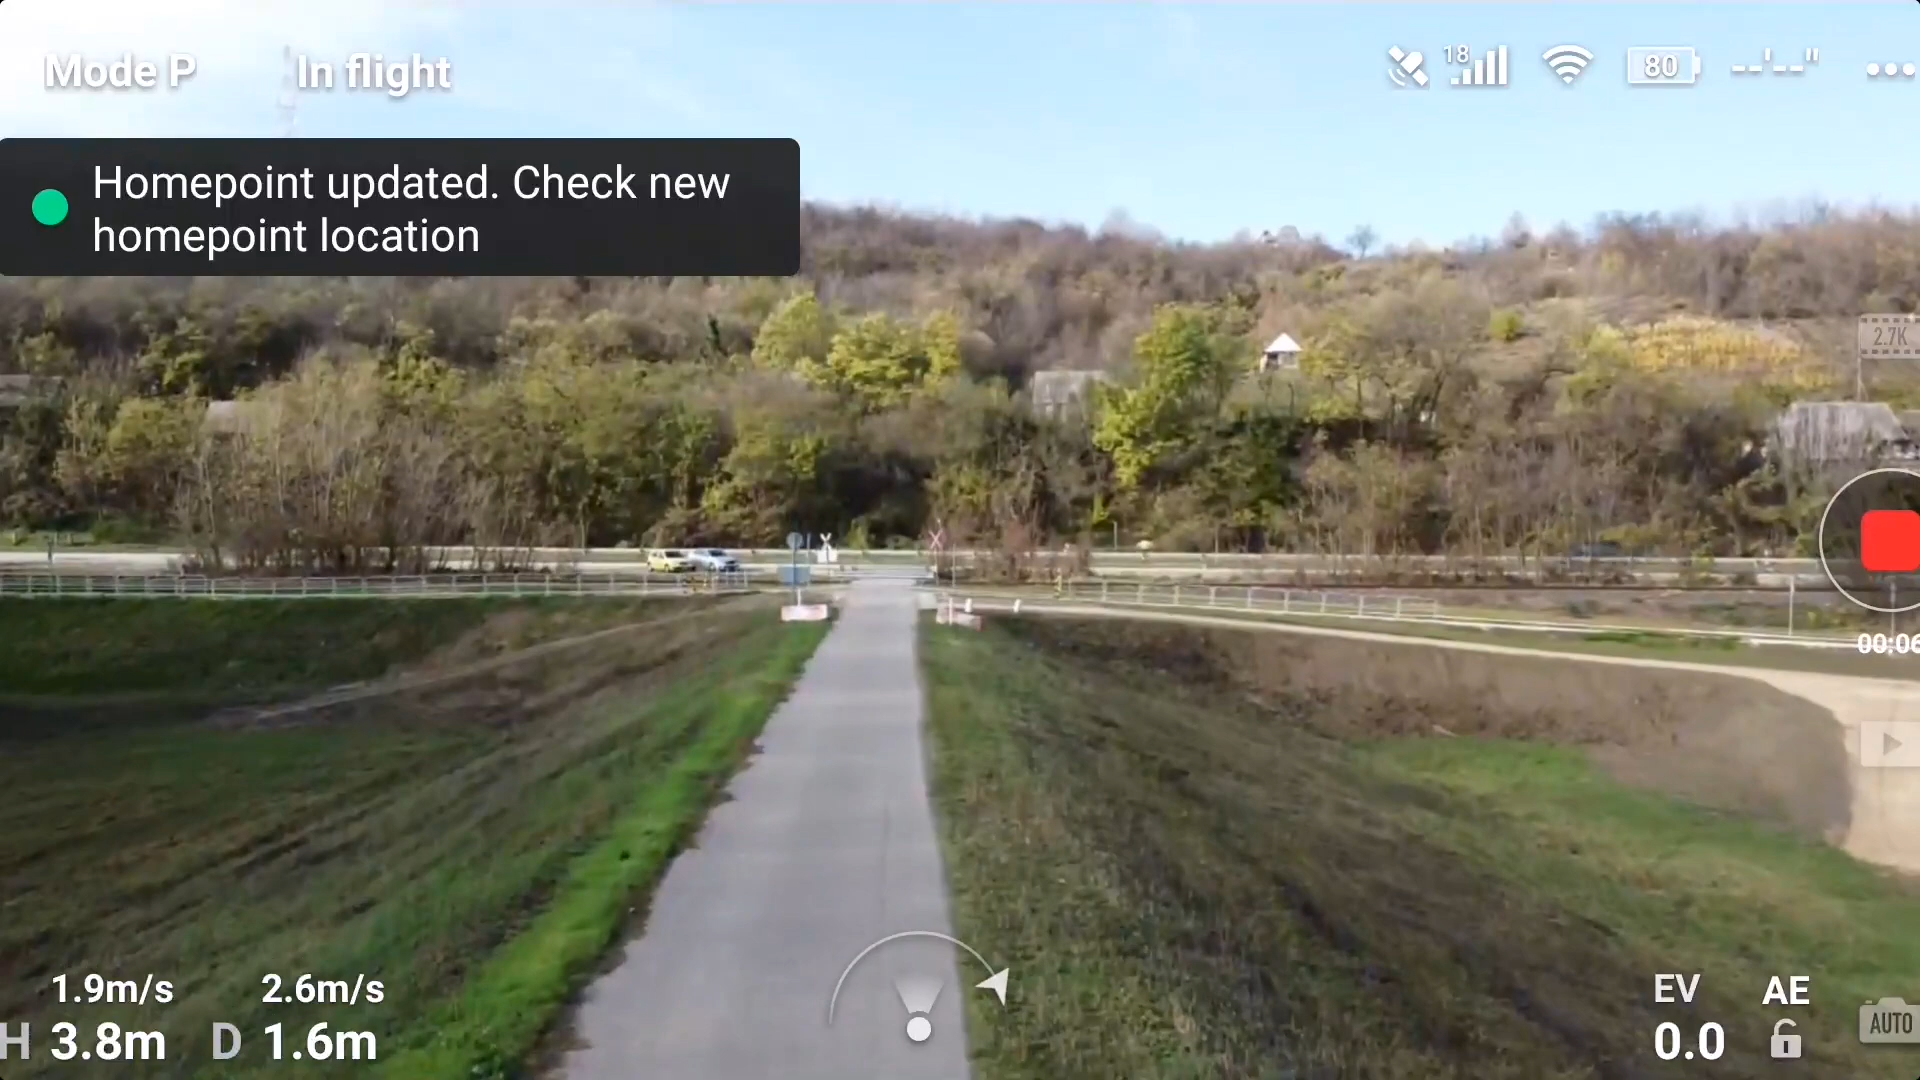 Mode P In flight 18 80 --'--"
Homepoint updated. Check new
homepoint location
2.7K
00:06
1.9m/s 2.6m/s EV AE
H 3.8m D 1.6m 0.0 AUTO